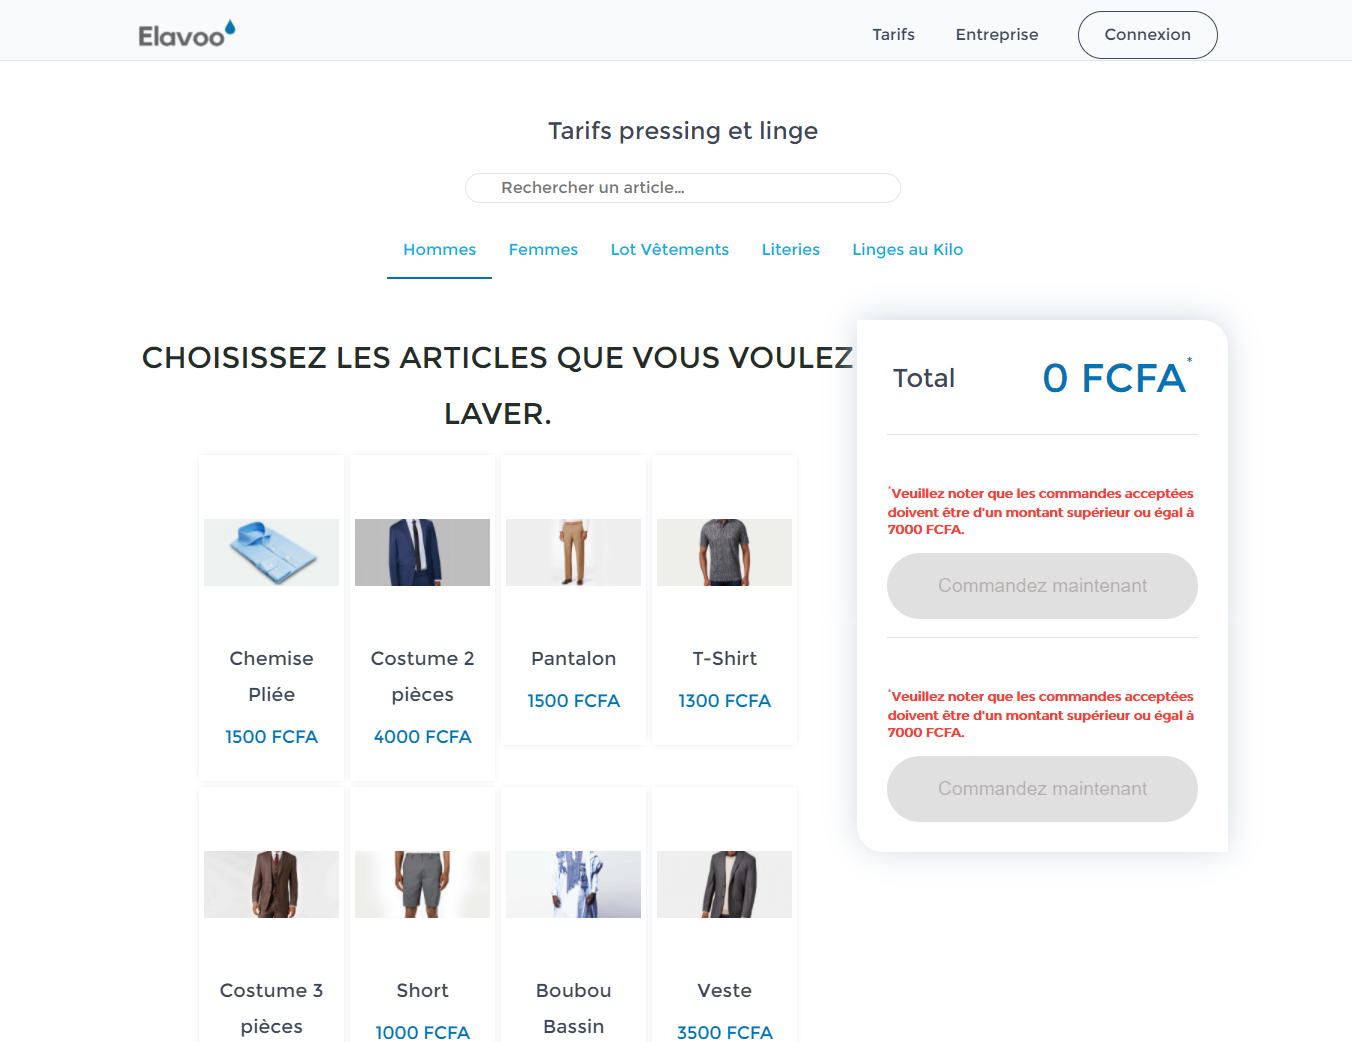 Elavoo
Tarifs
Entreprise
Connexion
Tarifs pressing et linge
Rechercher un article...
Hommes
Femmes
Lot Vêtements
Literies
Linges au Kilo
CHOISISSEZ LES ARTICLES QUE VOUS VOULEZ
LAVER.
Chemise
Pliée
1500 FCFA
Costume 2
pièces
4000 FCFA
Pantalon
1500 FCFA
T-Shirt
1300 FCFA
Costume 3
pièces
Short
1000 FCFA
Boubou
Bassin
Veste
3500 FCFA
Total
0 FCFA*
*Veuillez noter que les commandes acceptées
doivent être d'un montant supérieur ou égal à
7000 FCFA.
Commandez maintenant
*Veuillez noter que les commandes acceptées
doivent être d'un montant supérieur ou égal à
7000 FCFA.
Commandez maintenant